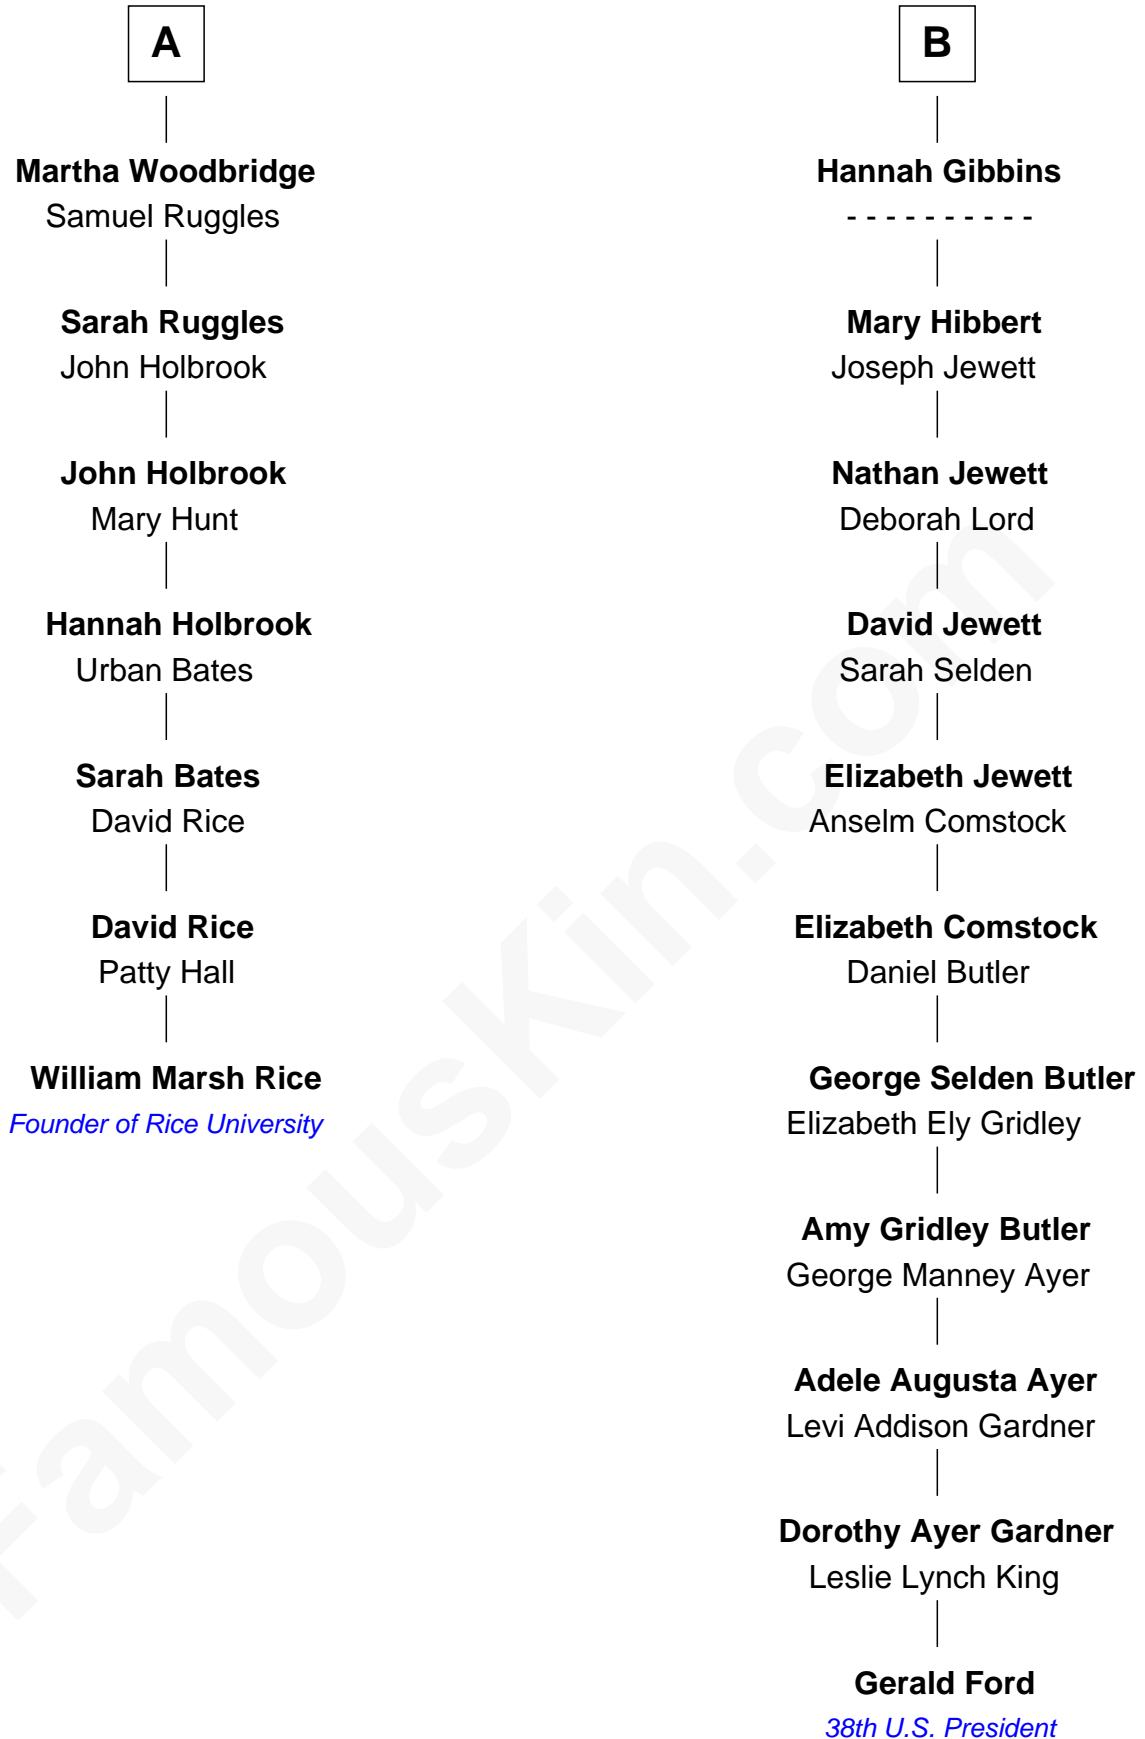 A
Martha Woodbridge
Samuel Ruggles
Sarah Ruggles
John Holbrook
John Holbrook
Mary Hunt
Hannah Holbrook
Urban Bates
Sarah Bates
David Rice
David Rice
Patty Hall
William Marsh Rice
Founder of Rice University
B
Hannah Gibbins
- - - - - - - - - -
Mary Hibbert
Joseph Jewett
Nathan Jewett
Deborah Lord
David Jewett
Sarah Selden
Elizabeth Jewett
Anselm Comstock
Elizabeth Comstock
Daniel Butler
George Selden Butler
Elizabeth Ely Gridley
Amy Gridley Butler
George Manney Ayer
Adele Augusta Ayer
Levi Addison Gardner
Dorothy Ayer Gardner
Leslie Lynch King
Gerald Ford
38th U.S. President
FamousKin.com